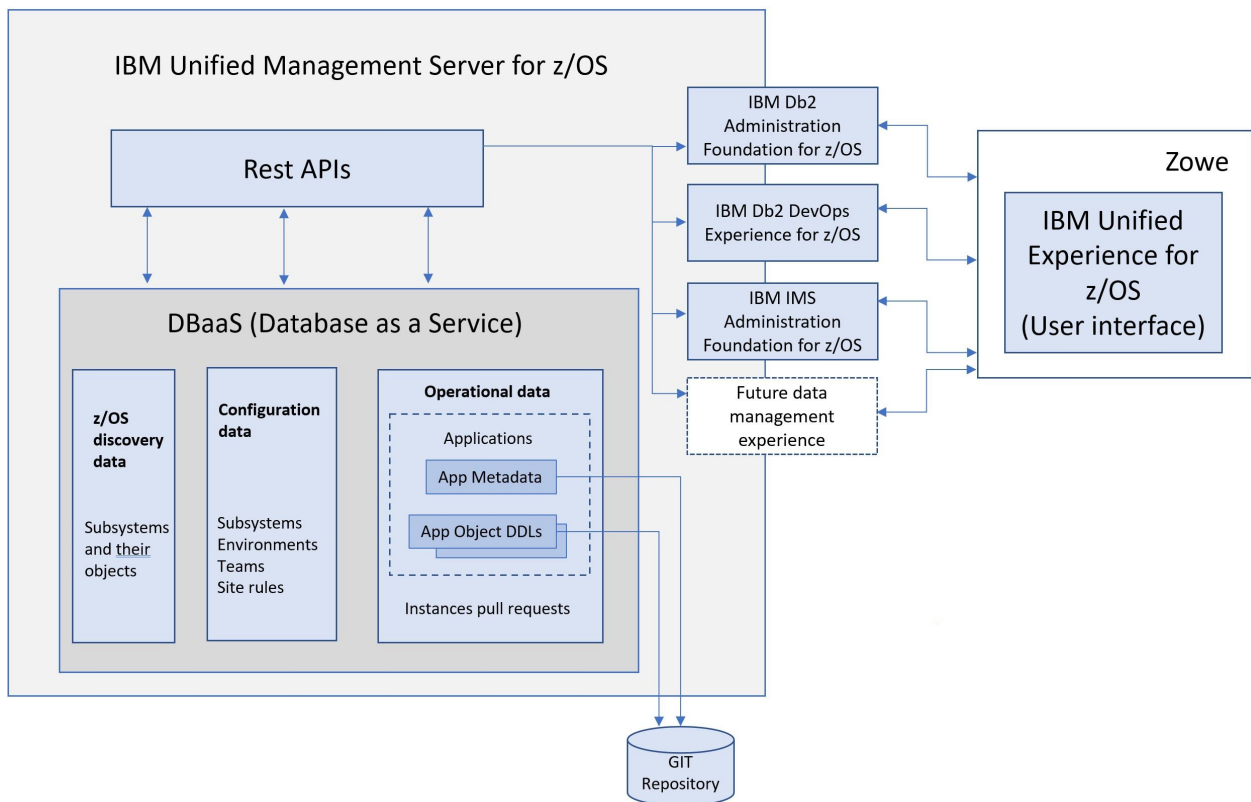 IBM Unified Management Server for z/OS
Rest APIs
DBaaS (Database as a Service)
z/OS
discovery
data
Subsystems
and their
objects
Configuration
data
Subsystems
Environments
Teams
Site rules
Operational data
Applications
App Metadata
App Object DDLs
Instances pull requests
IBM Db2
Administration
Foundation for z/OS
IBM Db2 DevOps
Experience for z/OS
IBM IMS
Administration
Foundation for z/OS
Future data
management
experience
Zowe
IBM Unified
Experience for
z/OS
(User interface)
GIT
Repository